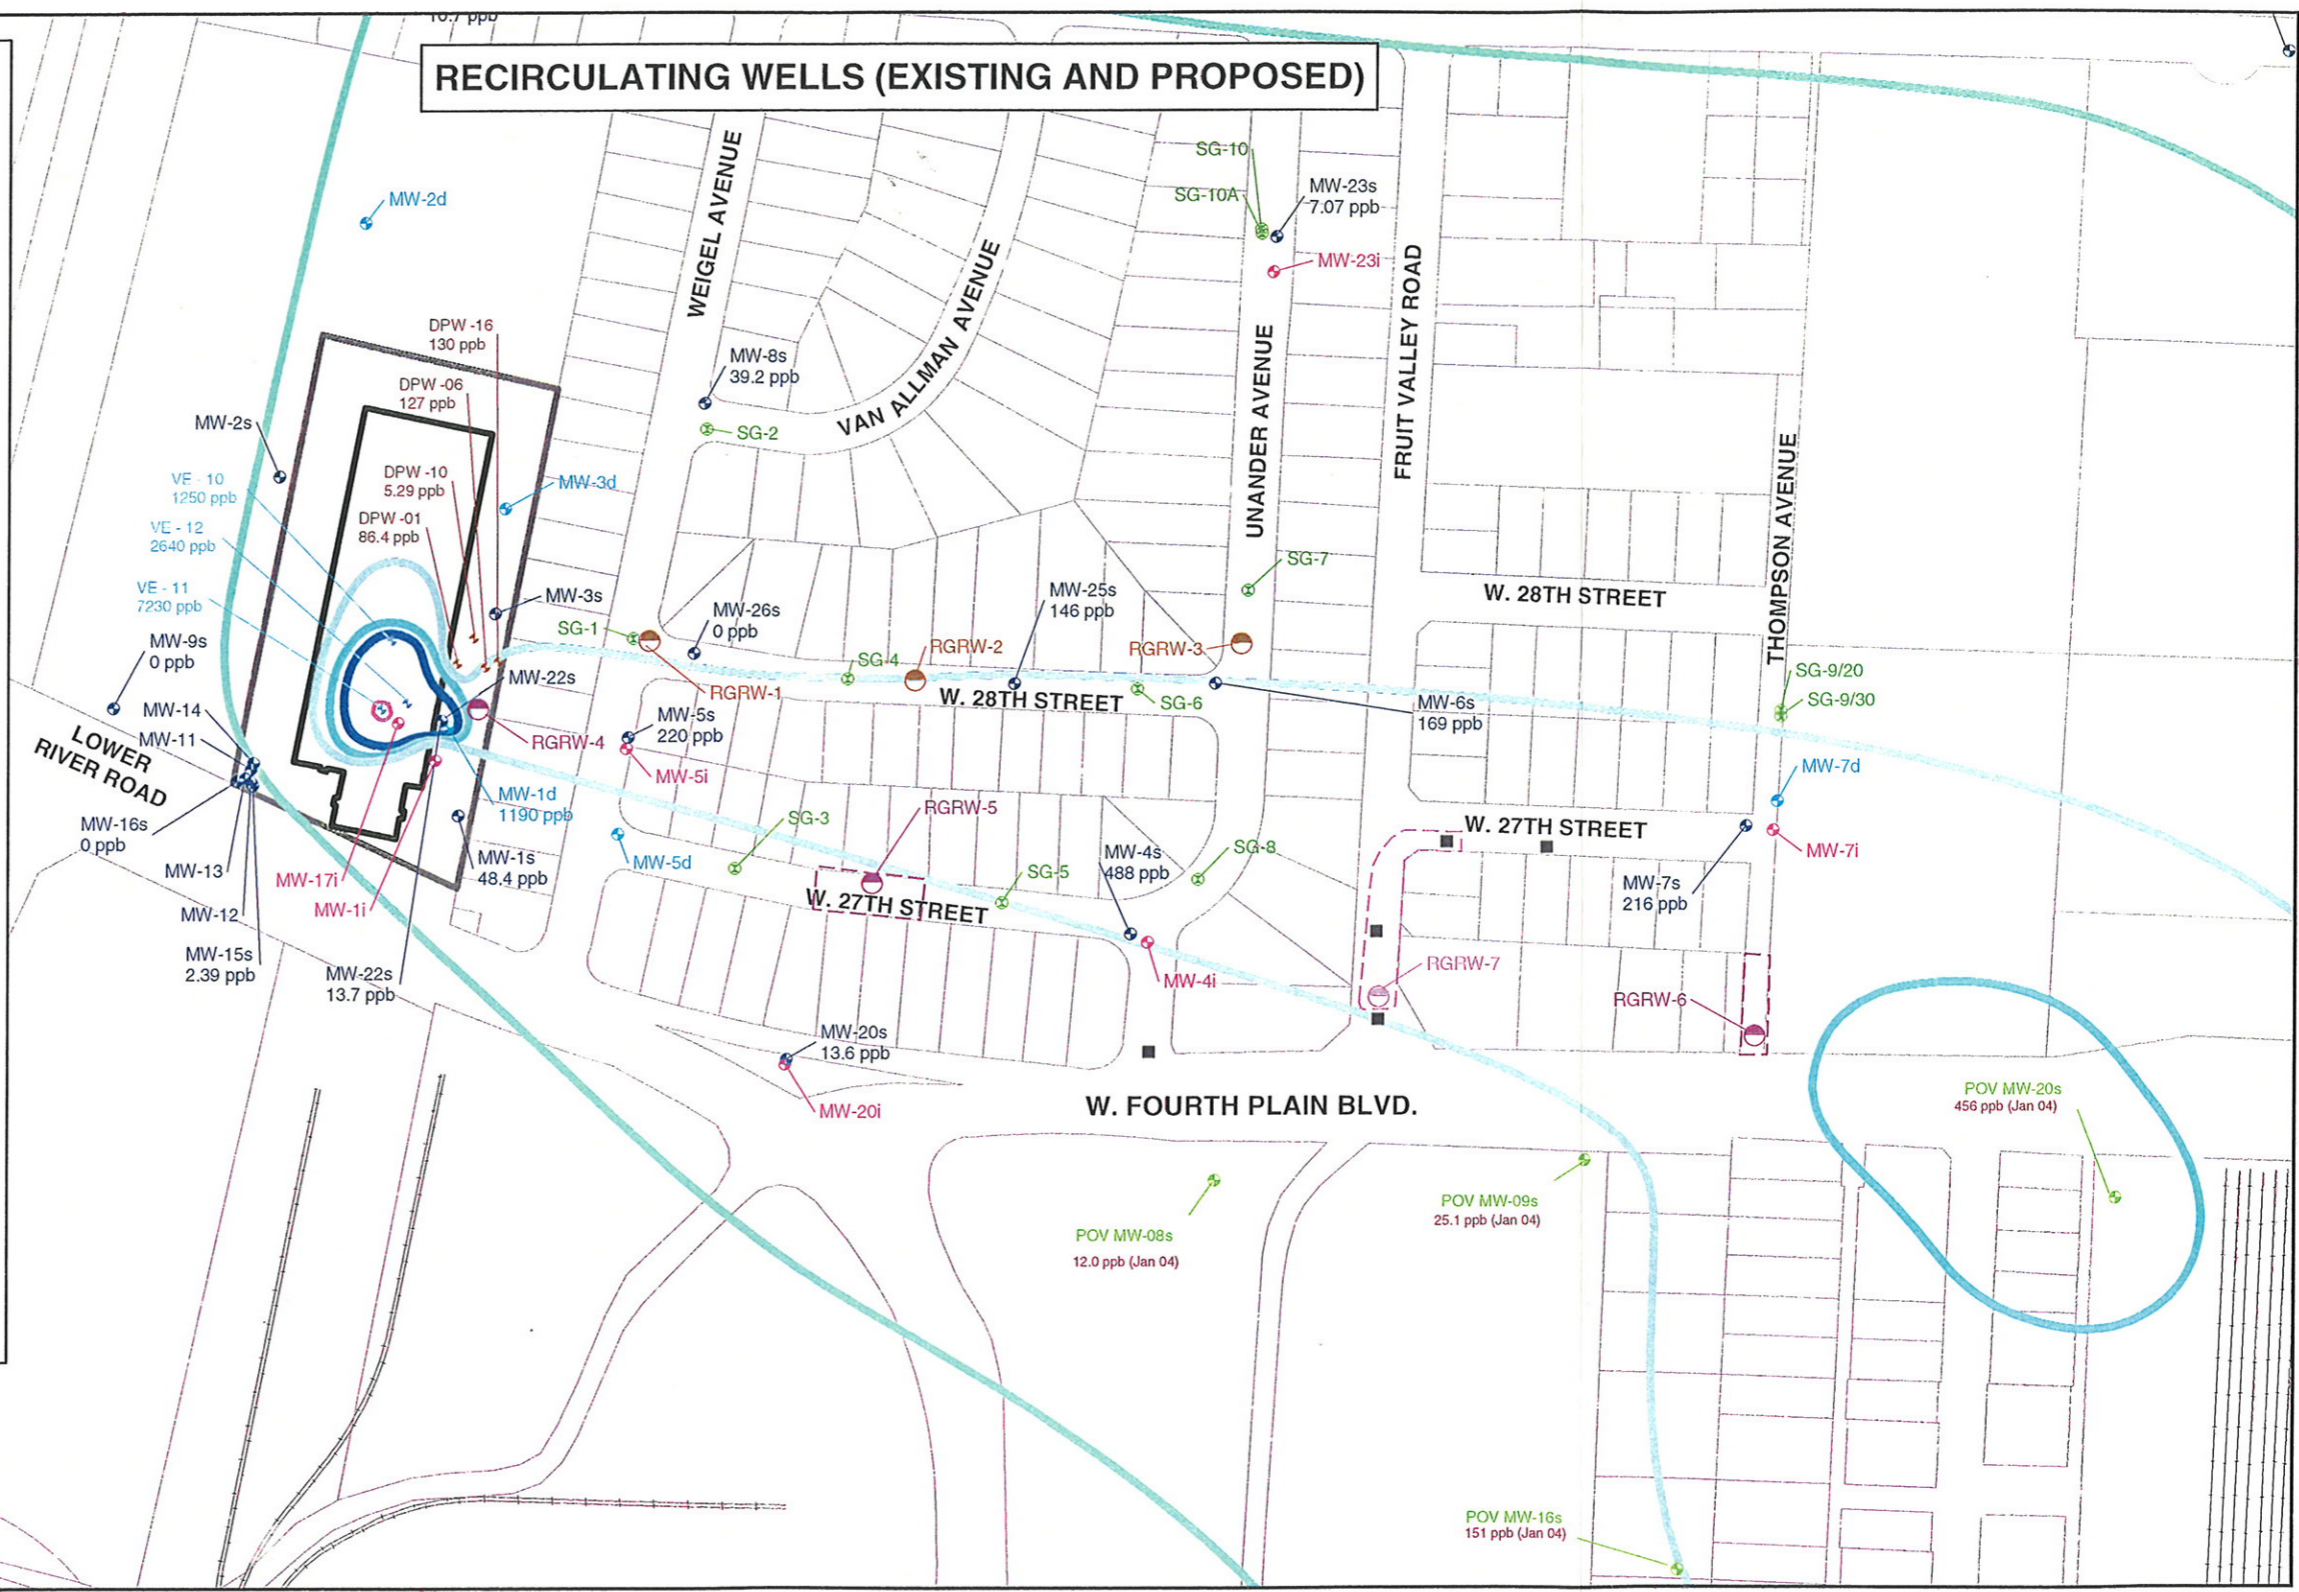 10.7 ppb
RECIRCULATING WELLS (EXISTING AND PROPOSED)
WEIGEL AVENUE
VAN ALLMAN AVENUE
UNANDER AVENUE
FRUIT VALLEY ROAD
THOMPSON AVENUE
SG-10
SG-10A
MW-23s
7.07 ppb
MW-23i
MW-2d
DPW -16
130 ppb
DPW -06
127 ppb
MW-8s
39.2 ppb
SG-2
MW-2s
VE - 10
1250 ppb
DPW -10
5.29 ppb
MW-3d
VE - 12
2640 ppb
DPW -01
86.4 ppb
VE - 11
7230 ppb
MW-3s
SG-1
MW-26s
0 ppb
MW-25s
146 ppb
SG-7
W. 28TH STREET
MW-9s
0 ppb
RGRW-2
RGRW-3
SG-4
MW-22s
RGRW-1
W. 28TH STREET
SG-6
MW-6s
169 ppb
SG-9/20
SG-9/30
MW-14
MW-11
LOWER
RIVER ROAD
RGRW-4
MW-5s
220 ppb
MW-5i
MW-7d
MW-1d
1190 ppb
RGRW-5
SG-3
W. 27TH STREET
MW-16s
0 ppb
MW-5d
MW-4s
488 ppb
SG-8
MW-7i
MW-13
MW-17i
MW-1s
48.4 ppb
SG-5
MW-7s
216 ppb
MW-12
MW-1i
W. 27TH STREET
MW-15s
2.39 ppb
MW-22s
13.7 ppb
MW-4i
RGRW-7
RGRW-6
MW-20s
13.6 ppb
MW-20i
W. FOURTH PLAIN BLVD.
POV MW-20s
456 ppb (Jan 04)
POV MW-08s
12.0 ppb (Jan 04)
POV MW-09s
25.1 ppb (Jan 04)
POV MW-16s
151 ppb (Jan 04)